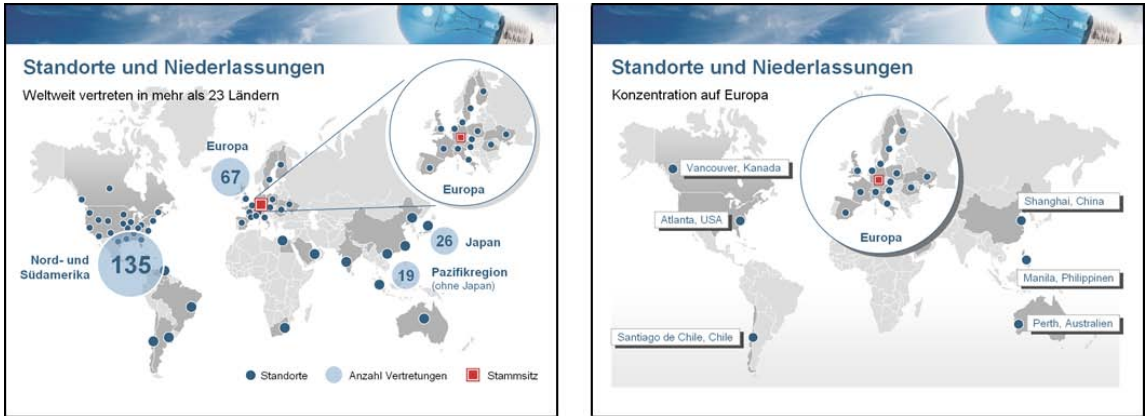 Standorte und Niederlassungen
Weltweit vertreten in mehr als 23 Ländern
Europa
67
Europa
26
Japan
Nord- und
Südamerika
135
19
Pazifikregion
(ohne Japan)
Standorte
Anzahl Vertretungen
Stammsitz
Standorte und Niederlassungen
Konzentration auf Europa
Vancouver, Kanada
Atlanta, USA
Europa
Shanghai, China
Manila, Philippinen
Santiago de Chile, Chile
Perth, Australien